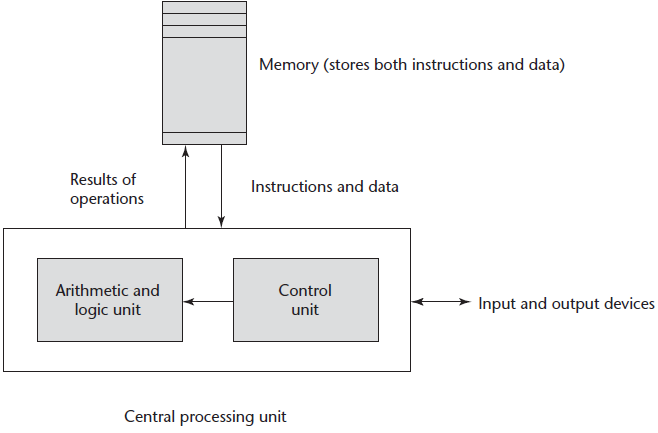 Memory (stores both instructions and data)
Results of
operations
Instructions and data
Arithmetic and
logic unit
Control
unit
Input and output devices
Central processing unit